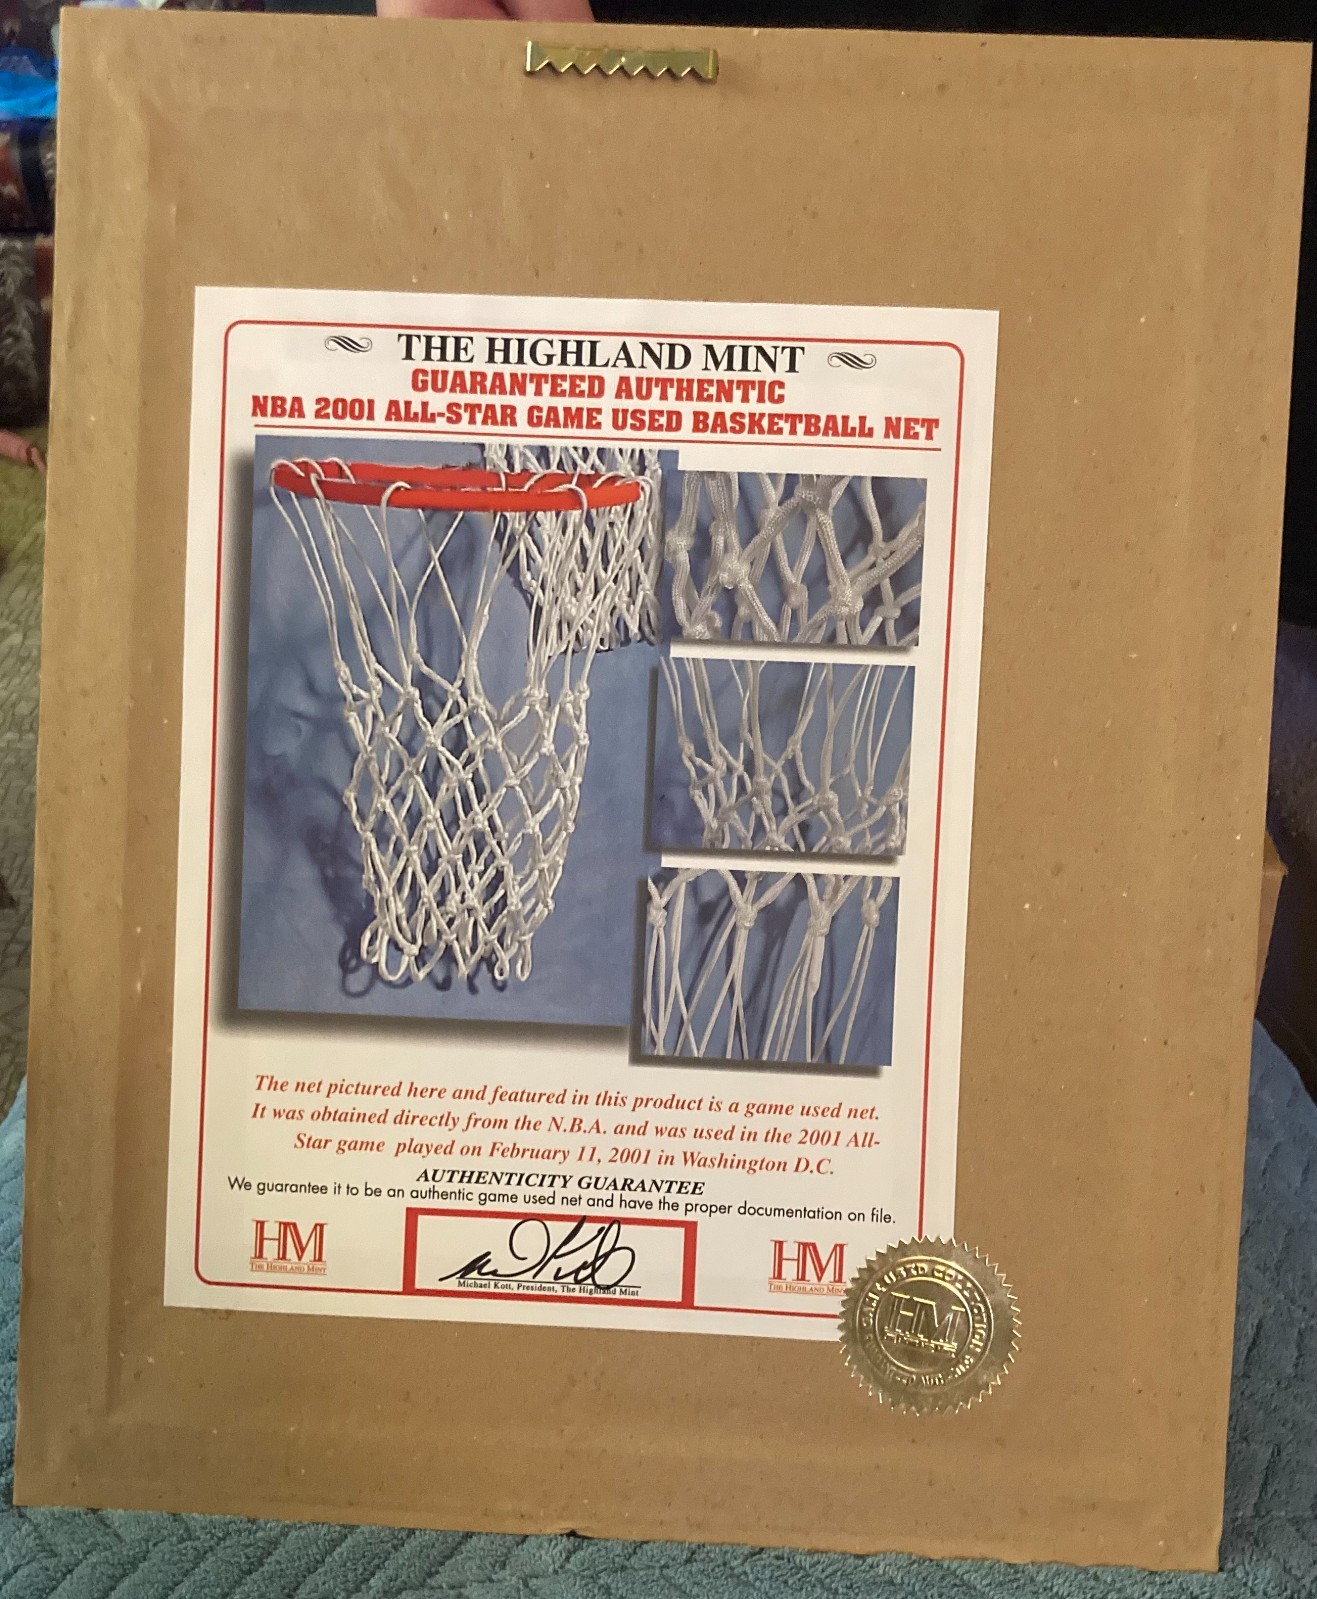 THE HIGHLAND MINT
GUARANTEED AUTHENTIC
NBA 2001 ALL-STAR GAME USED BASKETBALL NET
The net pictured here and featured in this product is a game used net.
It was obtained directly from the N.B.A. and was used in the 2001 All-
Star game played on February 11, 2001 in Washington D.C.
AUTHENTICITY GUARANTEE
We guarantee it to be an authentic game used net and have the proper documentation on file.
HM
THE HIGHLAND MINT
Michael Kott, President, The Highland Mint
HM
THE HIGHLAND MINT
GAME USED COLLECTION
HM